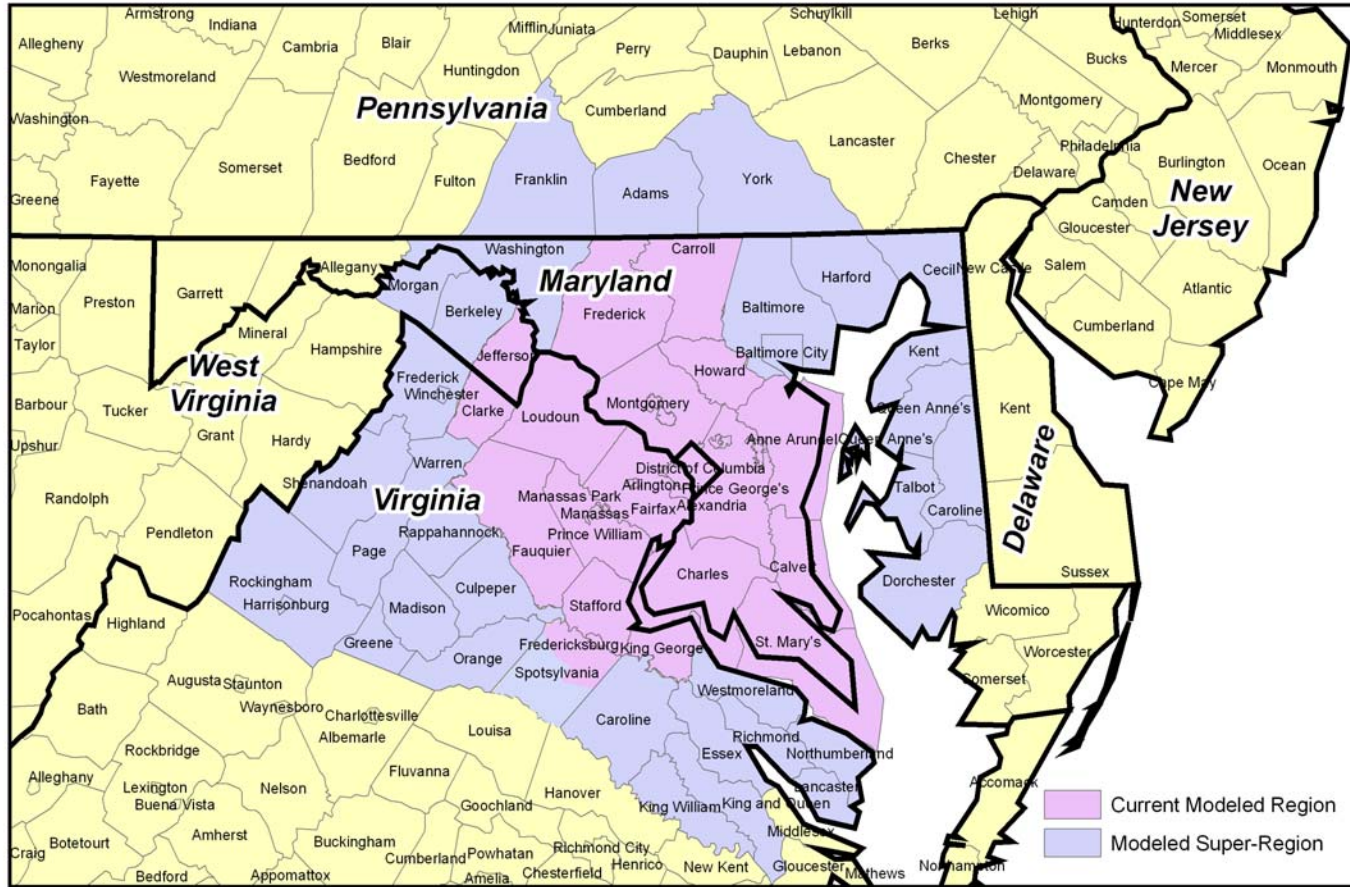 Armstrong
Indiana
Schuylkill
Lehigh
Hunterdon
Somerset
Mifflin
Juniata
Middlesex
Allegheny
Cambria
Blair
Perry
Dauphin
Lebanon
Berks
Bucks
Mercer
Monmouth
Westmoreland
Huntingdon
Montgomery
Pennsylvania
Cumberland
Washington
Lancaster
Philadelphia
Somerset
Bedford
Chester
Delaware
Burlington
Ocean
Fayette
Fulton
Franklin
Adams
York
Greene
Camden
New
Jersey
Gloucester
Washington
Carroll
Monongalia
Allegany
Cecil
New Castle
Salem
Garrett
Morgan
Maryland
Harford
Atlantic
Preston
Marion
Berkeley
Frederick
Baltimore
Mineral
Cumberland
Taylor
Hampshire
Jefferson
Baltimore City
Kent
West
Virginia
Howard
Frederick
Winchester
Cape May
Barbour
Tucker
Clarke
Loudoun
Montgomery
Queen Anne's
Kent
Grant
Hardy
Anne Arundel
Queen Anne's
Upshur
Warren
District of Columbia
Shenandoah
Arlington
Prince George's
Talbot
Randolph
Virginia
Manassas Park
Manassas
Fairfax
Alexandria
Caroline
Delaware
Pendleton
Rappahannock
Prince William
Page
Fauquier
Sussex
Rockingham
Culpeper
Charles
Calvert
Dorchester
Harrisonburg
Madison
Stafford
Wicomico
Pocahontas
Highland
Greene
Orange
Fredericksburg
King George
St. Mary's
Worcester
Spotsylvania
Somerset
Augusta
Staunton
Westmoreland
Bath
Waynesboro
Charlottesville
Albemarle
Louisa
Caroline
Richmond
Rockbridge
Essex
Northumberland
Alleghany
Fluvanna
Lexington
Nelson
Hanover
Lancaster
Accomack
Buena Vista
Goochland
King William
King and Queen
Current Modeled Region
Botetourt
Amherst
Buckingham
Middlesex
Craig
Cumberland
Powhatan
Richmond City
Henrico
Modeled Super-Region
Bedford
Appomattox
Amelia
Chesterfield
New Kent
Gloucester
Mathews
Northampton